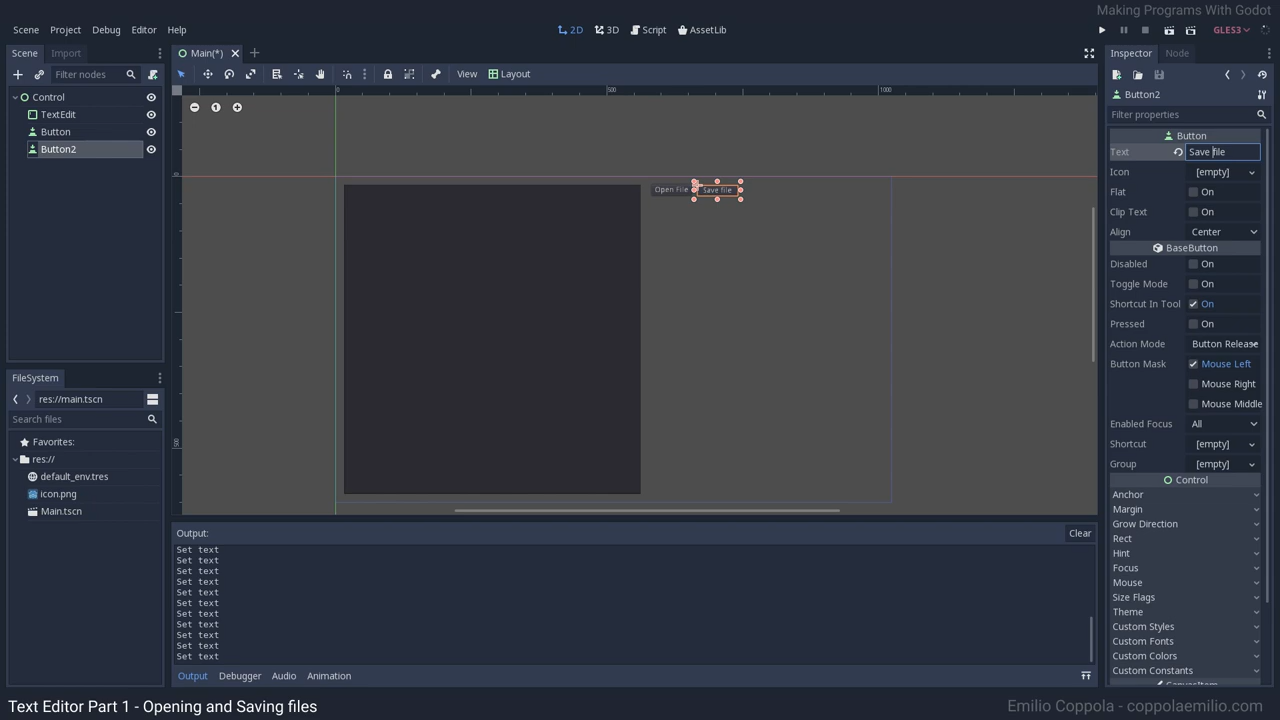 Making Programs With Godot
Scene Project Debug Editor Help
2D 3D Script AssetLib
GLES3
Scene Import
Main(*)
Inspector Node
Filter nodes
View Layout
Control
TextEdit
Button
Button2
0 500 1000
0
500
Open File Save file
Button2
Filter properties
Button
Text Save file
Icon [empty]
Flat On
Clip Text On
Align Center
BaseButton
Disabled On
Toggle Mode On
Shortcut In Tool On
Pressed On
Action Mode Button Release
Button Mask Mouse Left
Mouse Right
Mouse Middle
Enabled Focus All
Shortcut [empty]
Group [empty]
Control
Anchor
Margin
Grow Direction
Rect
Hint
Focus
Mouse
Size Flags
Theme
Custom Styles
Custom Fonts
Custom Colors
Custom Constants
CanvasItem
FileSystem
res://main.tscn
Search files
Favorites:
res://
default_env.tres
icon.png
Main.tscn
Output: Clear
Set text
Set text
Set text
Set text
Set text
Set text
Set text
Set text
Set text
Set text
Set text
Output Debugger Audio Animation
Text Editor Part 1 - Opening and Saving files
Emilio Coppola - coppolaemilio.com